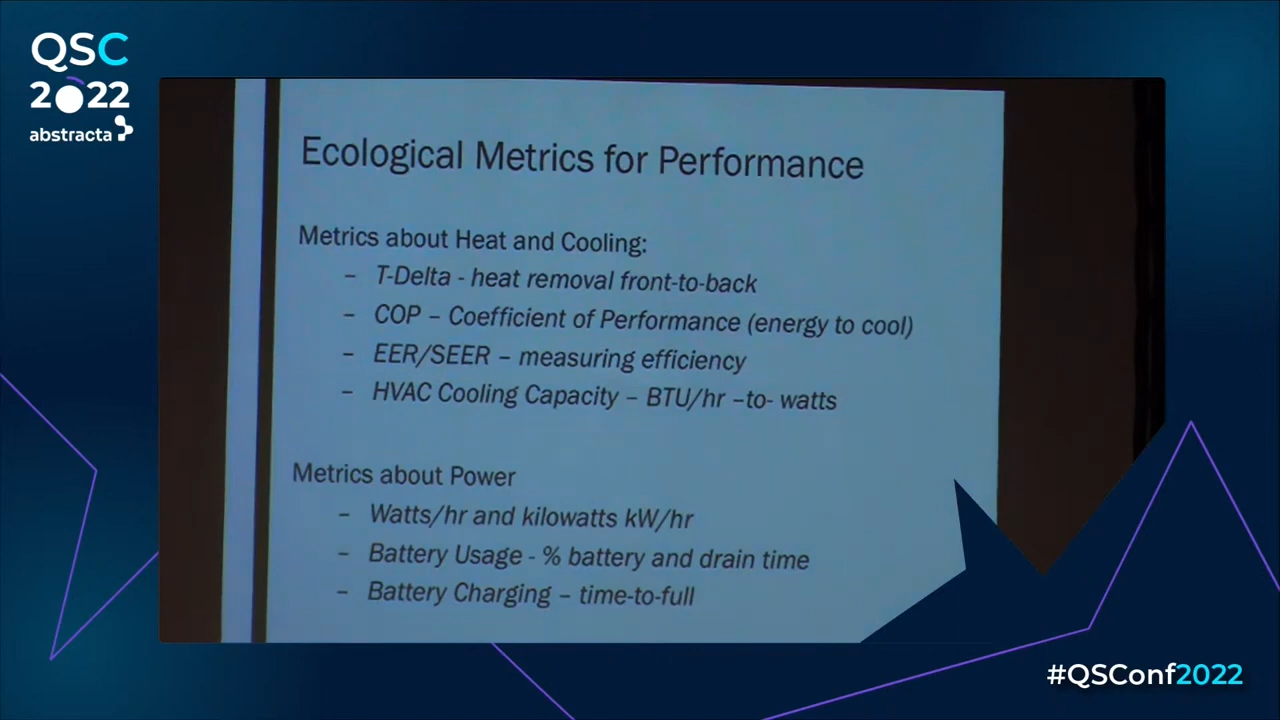 QSC
2022
abstracta
Ecological Metrics for Performance
Metrics about Heat and Cooling:
– T-Delta - heat removal front-to-back
– COP – Coefficient of Performance (energy to cool)
– EER/SEER – measuring efficiency
– HVAC Cooling Capacity – BTU/hr –to- watts
Metrics about Power
– Watts/hr and kilowatts kW/hr
– Battery Usage - % battery and drain time
– Battery Charging – time-to-full
#QSConf2022